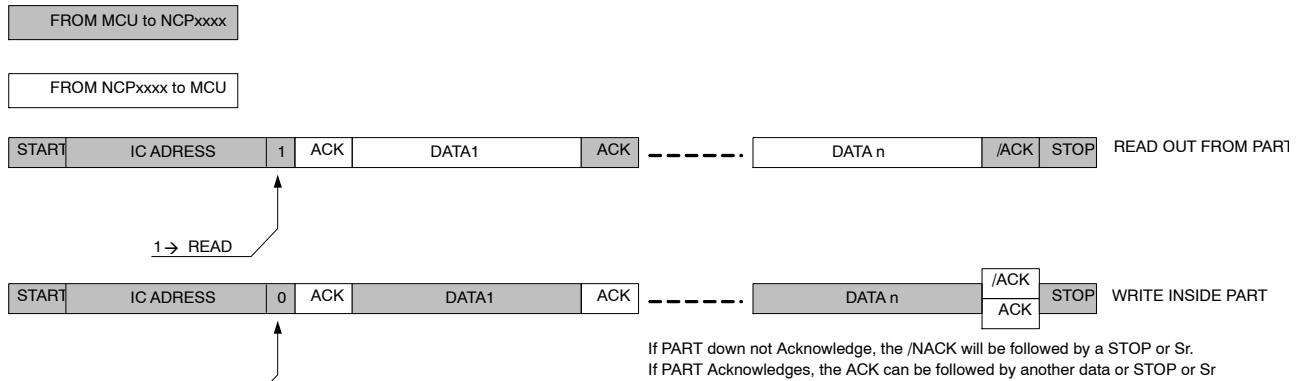 FROM MCU to NCPxxxx
FROM NCPxxxx to MCU
START IC ADRESS 1 ACK DATA1 ACK DATA n /ACK STOP READ OUT FROM PART
1→ READ
START IC ADRESS 0 ACK DATA1 ACK DATA n /ACK STOP WRITE INSIDE PART
ACK
If PART down not Acknowledge, the /NACK will be followed by a STOP or Sr.
If PART Acknowledges, the ACK can be followed by another data or STOP or Sr